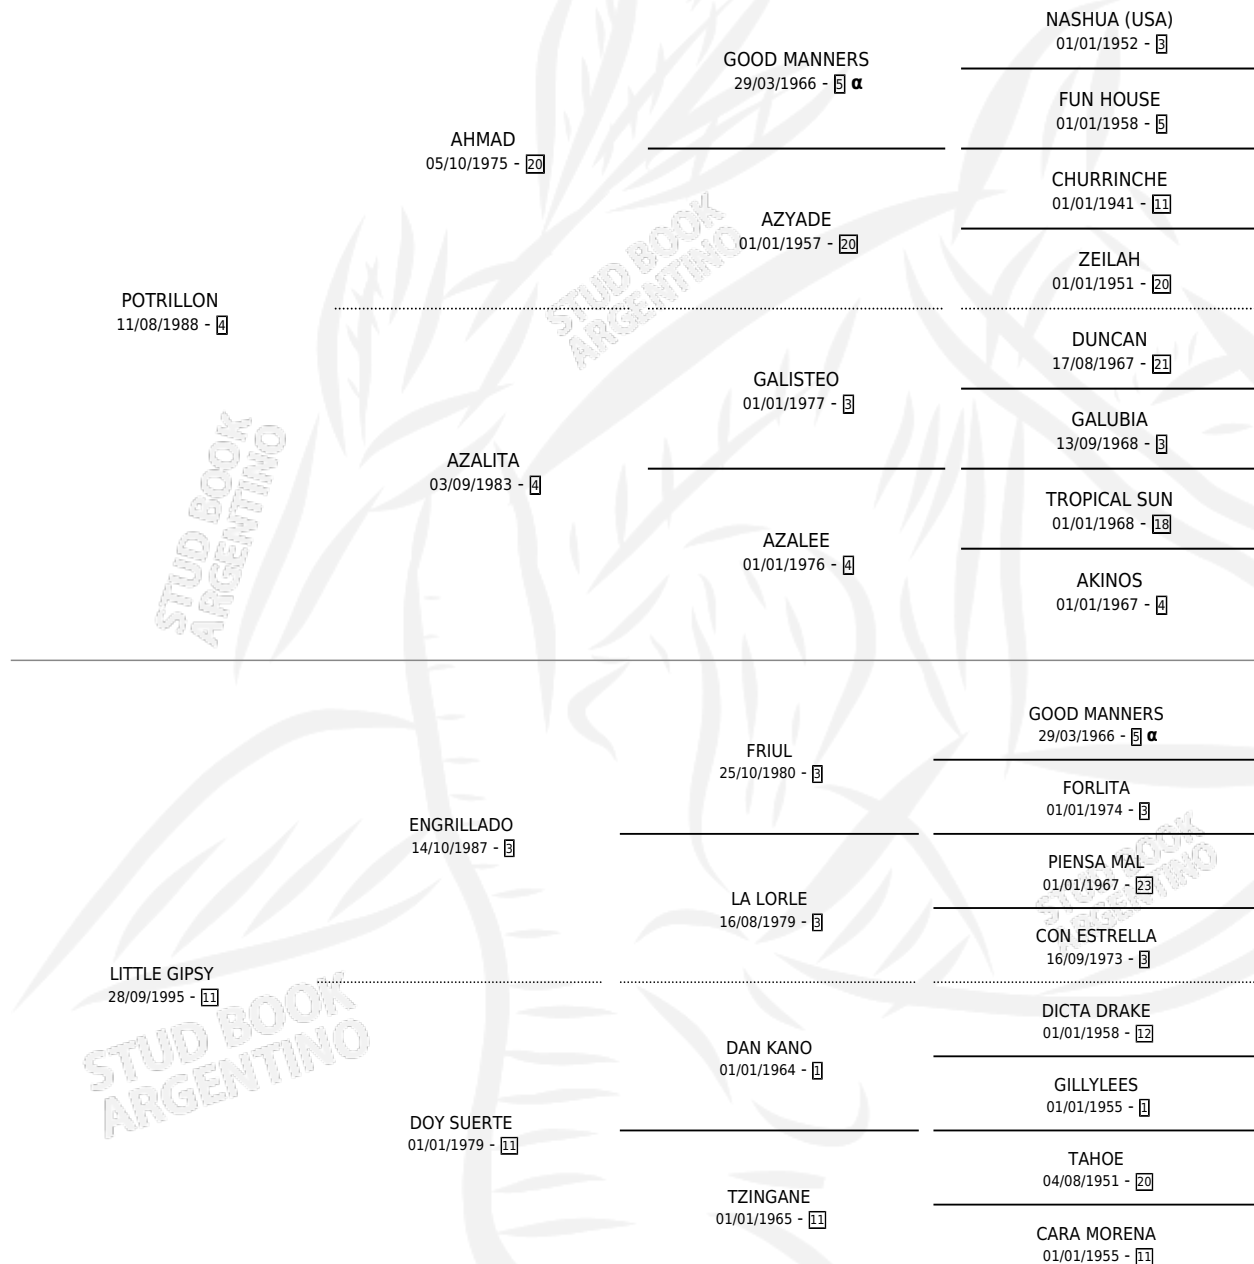 NASHUA (USA)
01/01/1952 - 3
GOOD MANNERS
29/03/1966 - 5 α
FUN HOUSE
01/01/1958 - 5
AHMAD
05/10/1975 - 20
CHURRINCHE
01/01/1941 - 11
AZYADE
01/01/1957 - 20
ZEILAH
01/01/1951 - 20
POTRILLON
11/08/1988 - 4
STUD BOOK
ARGENTINO
DUNCAN
17/08/1967 - 21
GALISTEO
01/01/1977 - 3
GALUBIA
13/09/1968 - 3
AZALITA
03/09/1983 - 4
STUD BOOK
ARGENTINO
TROPICAL SUN
01/01/1968 - 18
AZALEE
01/01/1976 - 4
AKINOS
01/01/1967 - 4
GOOD MANNERS
29/03/1966 - 5 α
FRIUL
25/10/1980 - 3
FORLITA
01/01/1974 - 3
ENGRILLADO
14/10/1987 - 3
PIENSA MAL
01/01/1967 - 23
STUD BOOK
ARGENTINO
LA LORLE
16/08/1979 - 3
CON ESTRELLA
16/09/1973 - 3
LITTLE GIPSY
28/09/1995 - 11
STUD BOOK
ARGENTINO
DICTA DRAKE
01/01/1958 - 12
DAN KANO
01/01/1964 - 1
GILLYLEES
01/01/1955 - 1
DOY SUERTE
01/01/1979 - 11
TAHOE
04/08/1951 - 20
TZINGANE
01/01/1965 - 11
CARA MORENA
01/01/1955 - 11